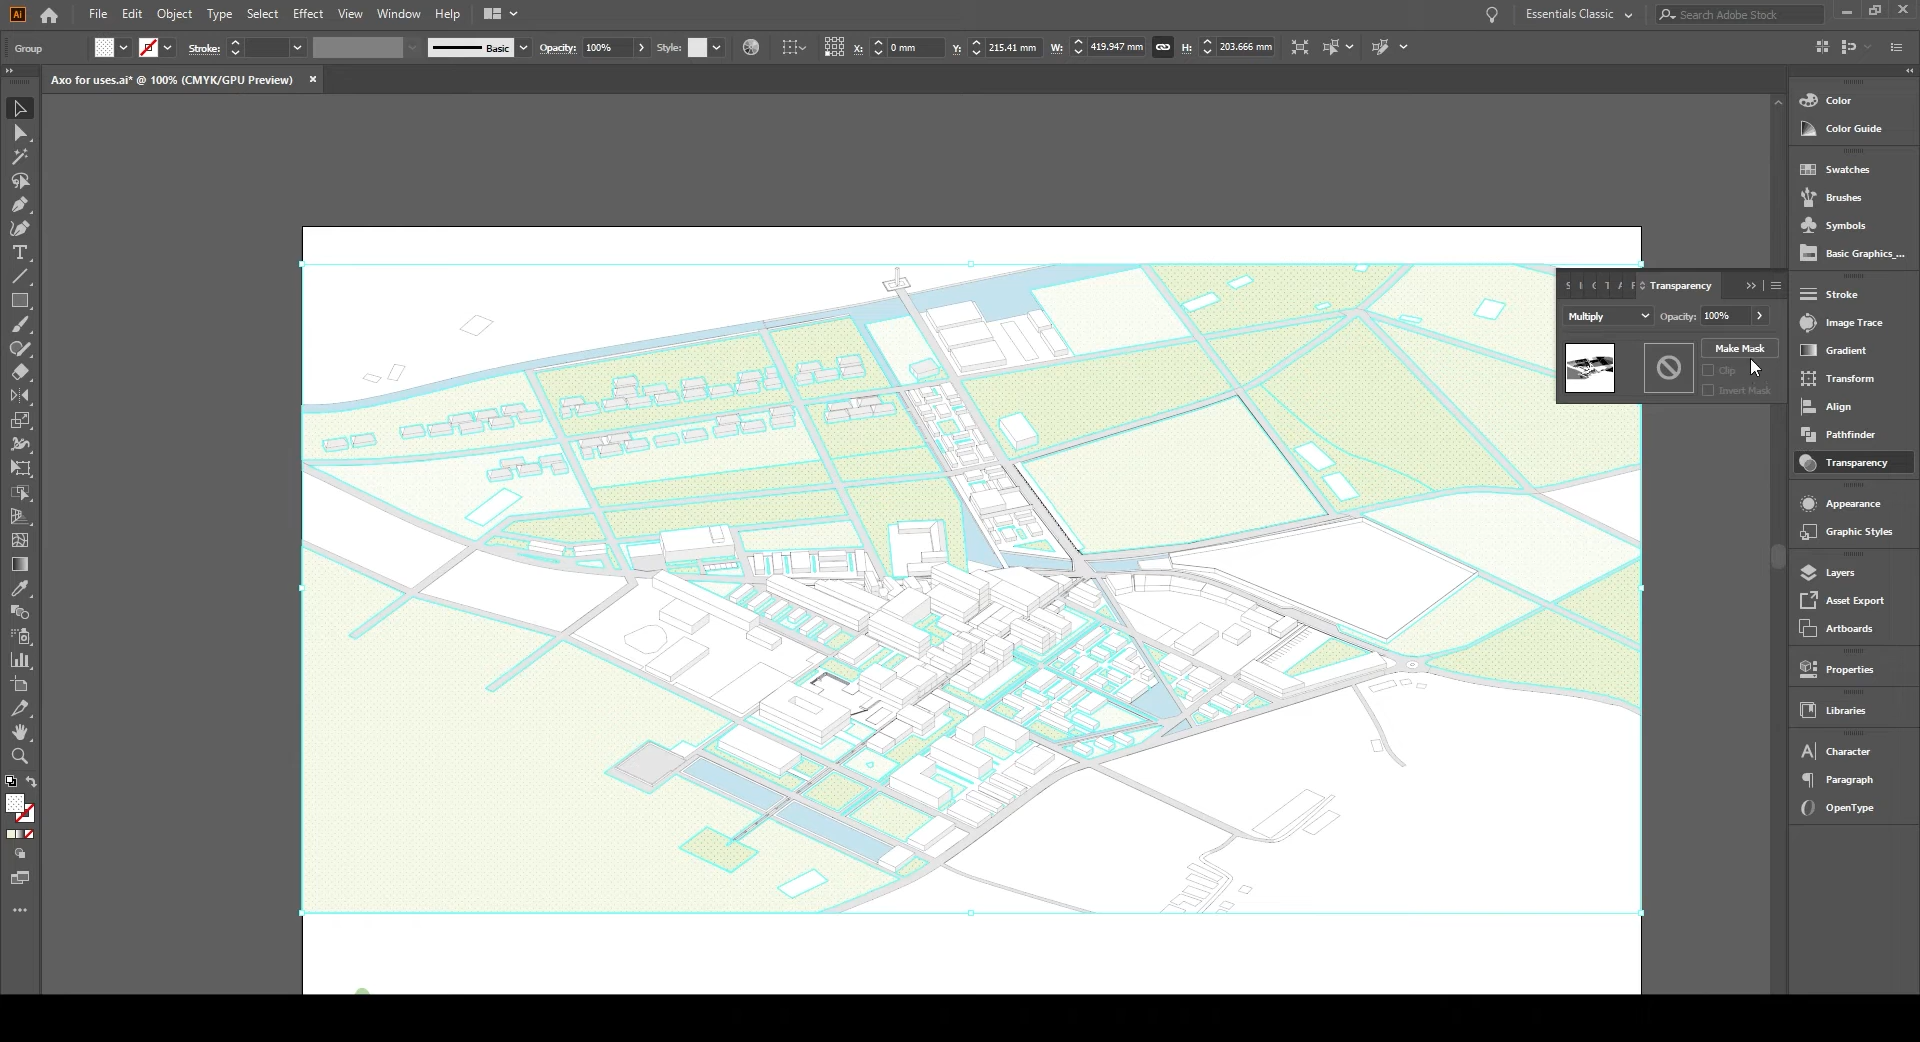 Ai File Edit Object Type Select Effect View Window Help Essentials Classic Search Adobe Stock
Group Stroke: Basic Opacity: 100% Style: X: 0 mm Y: 215.41 mm W: 419.947 mm H: 203.666 mm
Axo for uses.ai* @ 100% (CMYK/GPU Preview) ×
Color
Color Guide
Swatches
Brushes
Symbols
Basic Graphics_...
S I C T A F Transparency
Multiply Opacity: 100%
Make Mask
Clip
Invert Mask
Stroke
Image Trace
Gradient
Transform
Align
Pathfinder
Transparency
Appearance
Graphic Styles
Layers
Asset Export
Artboards
Properties
Libraries
Character
Paragraph
OpenType